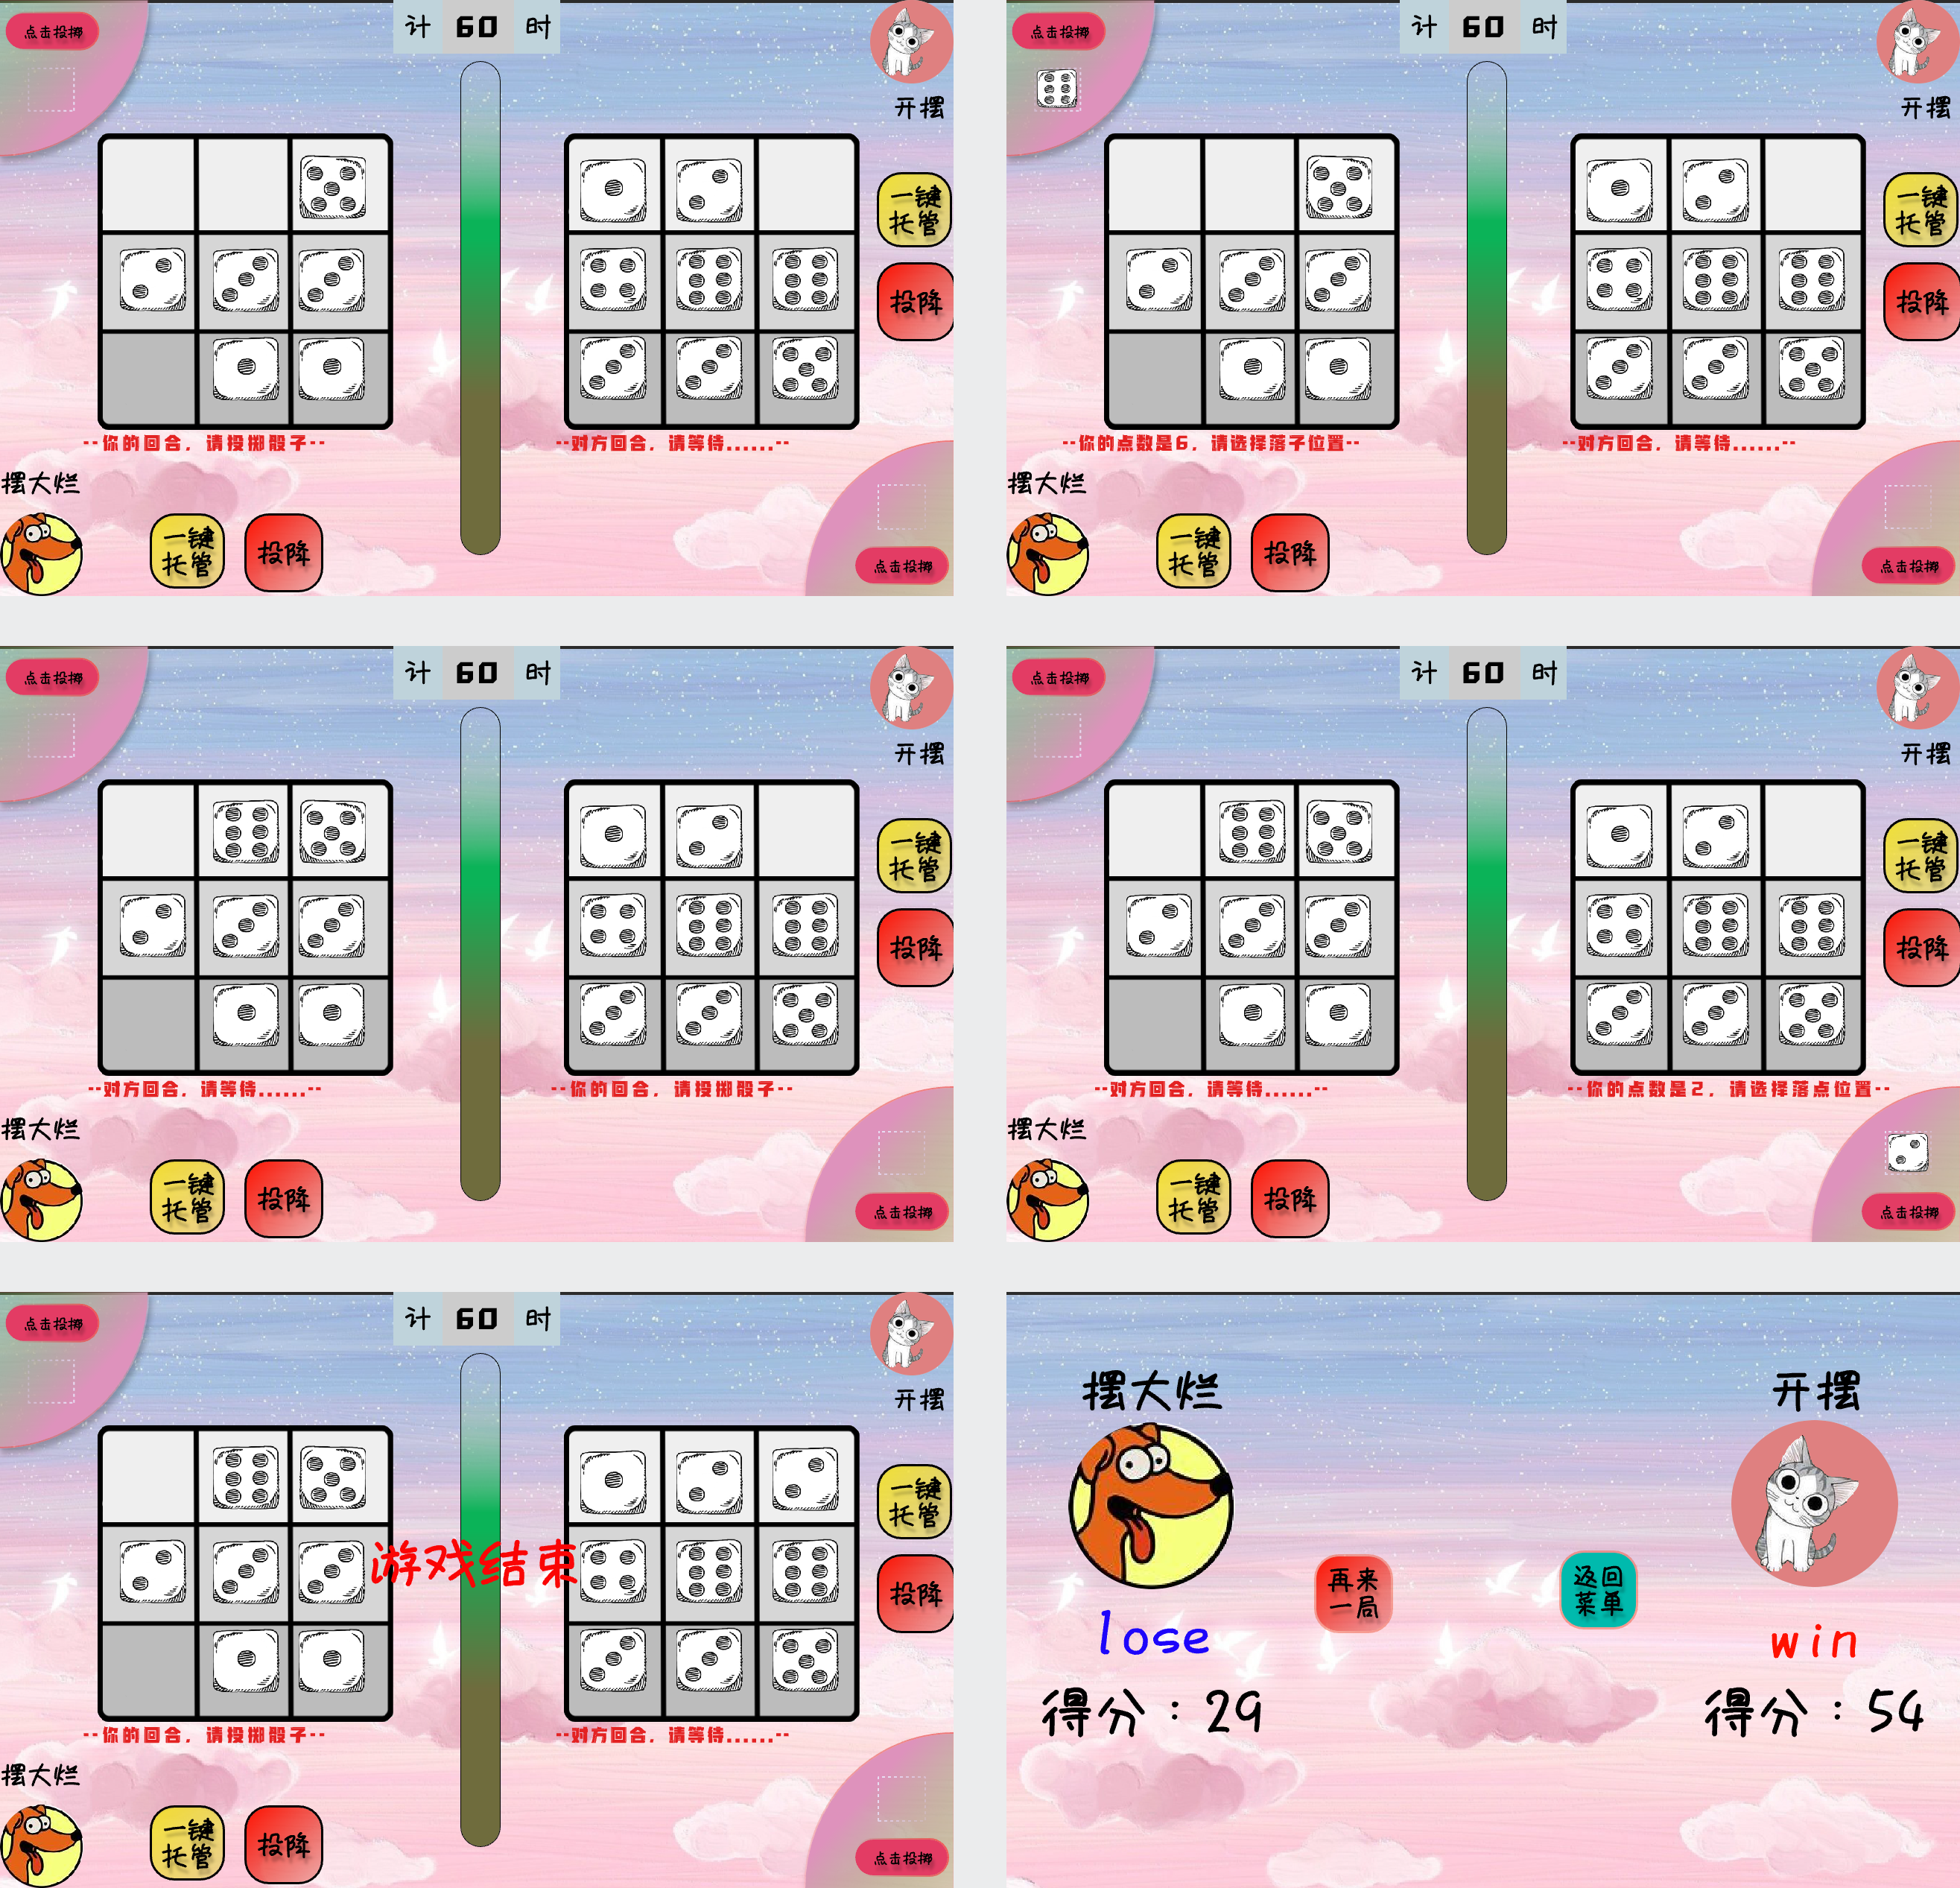 点击投掷
计 60 时
开摆
一键
托管
投降
--你的回合，请投掷骰子--
--对方回合，请等待......--
摆大烂
一键
托管
投降
点击投掷
点击投掷
计 60 时
开摆
一键
托管
投降
--你的点数是6，请选择落子位置--
--对方回合，请等待......--
摆大烂
一键
托管
投降
点击投掷
点击投掷
计 60 时
开摆
一键
托管
投降
--对方回合，请等待......--
--你的回合，请投掷骰子--
摆大烂
一键
托管
投降
点击投掷
点击投掷
计 60 时
开摆
一键
托管
投降
--对方回合，请等待......--
--你的点数是2，请选择落点位置--
摆大烂
一键
托管
投降
点击投掷
点击投掷
计 60 时
开摆
一键
托管
游戏结束
投降
--你的回合，请投掷骰子--
--对方回合，请等待......--
摆大烂
一键
托管
投降
点击投掷
摆大烂
开摆
再来
一局
返回
菜单
lose
win
得分：29
得分：54